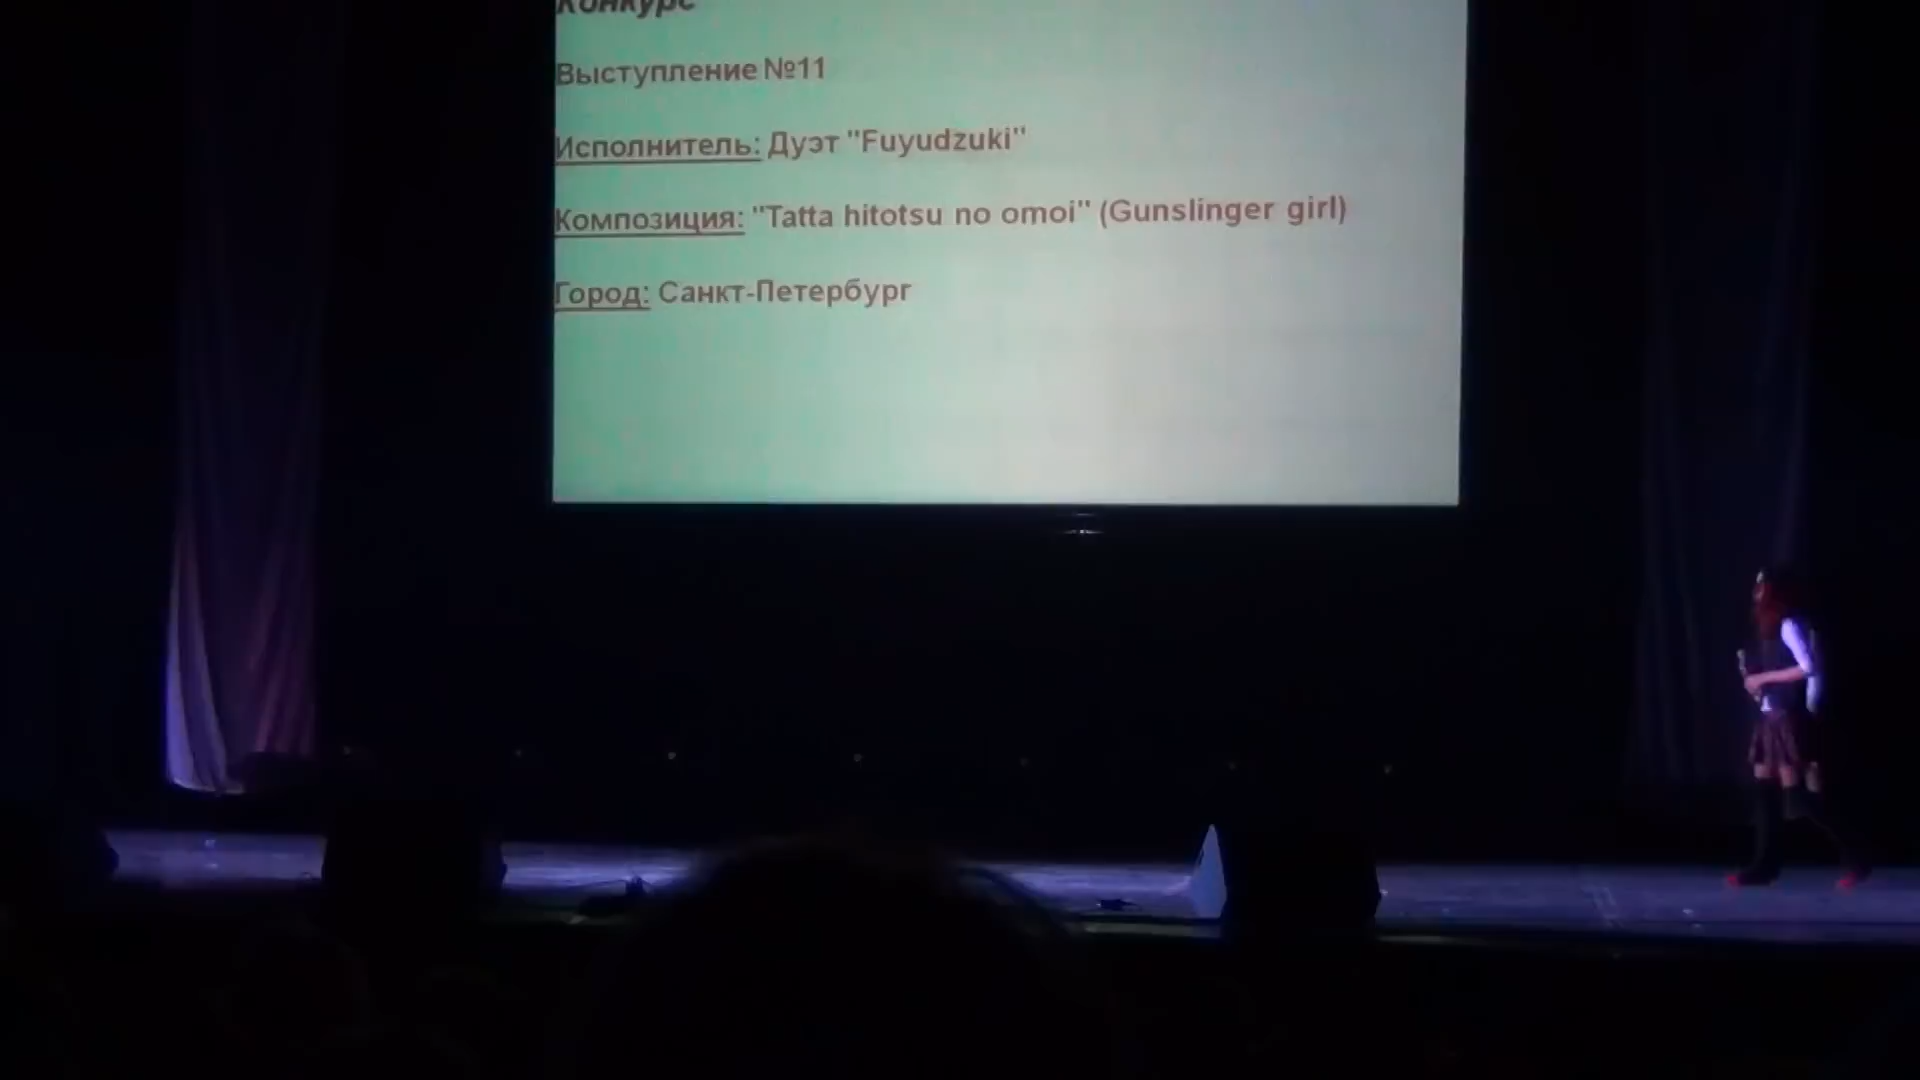 Конкурс
Выступление №11
Исполнитель: Дуэт "Fuyudzuki"
Композиция: "Tatta hitotsu no omoi" (Gunslinger girl)
Город: Санкт-Петербург